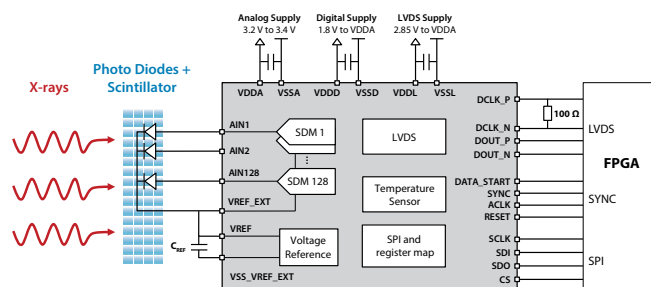 Analog Supply
3.2 V to 3.4 V
Digital Supply
1.8 V to VDDA
LVDS Supply
2.85 V to VDDA
Photo Diodes +
Scintillator
X-rays
VDDA
VSSA
VDDD
VSSD
VDDL
VSSL
AIN1
AIN2
AIN128
VREF_EXT
VREF
VSS_VREF_EXT
CREF
SDM 1
SDM 128
Voltage
Reference
LVDS
Temperature
Sensor
SPI and
register map
DCLK_P
DCLK_N
DOUT_P
DOUT_N
DATA_START
SYNC
ACLK
RESET
SCLK
SDI
SDO
CS
100 Ω
LVDS
FPGA
SYNC
SPI